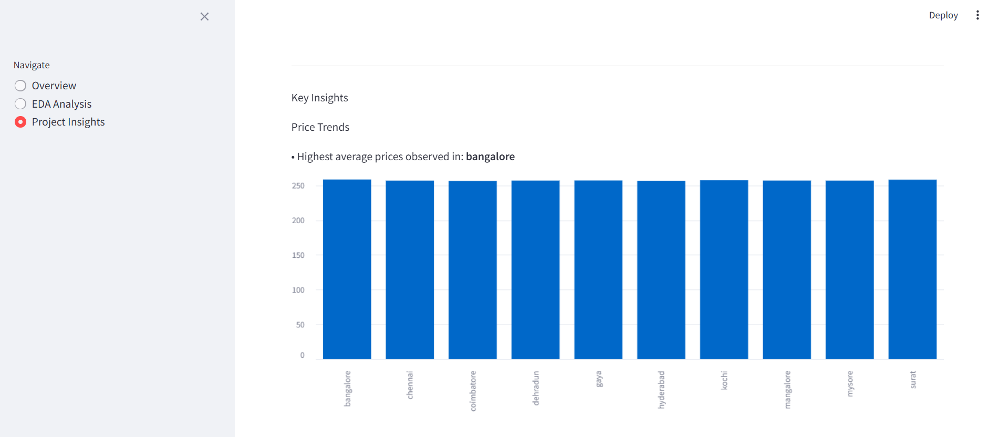 Deploy
Navigate
Overview
EDA Analysis
Project Insights
Key Insights
Price Trends
• Highest average prices observed in: bangalore
250
200
150
100
50
0
bangalore
chennai
coimbatore
dehradun
gaya
hyderabad
kochi
mangalore
mysore
surat